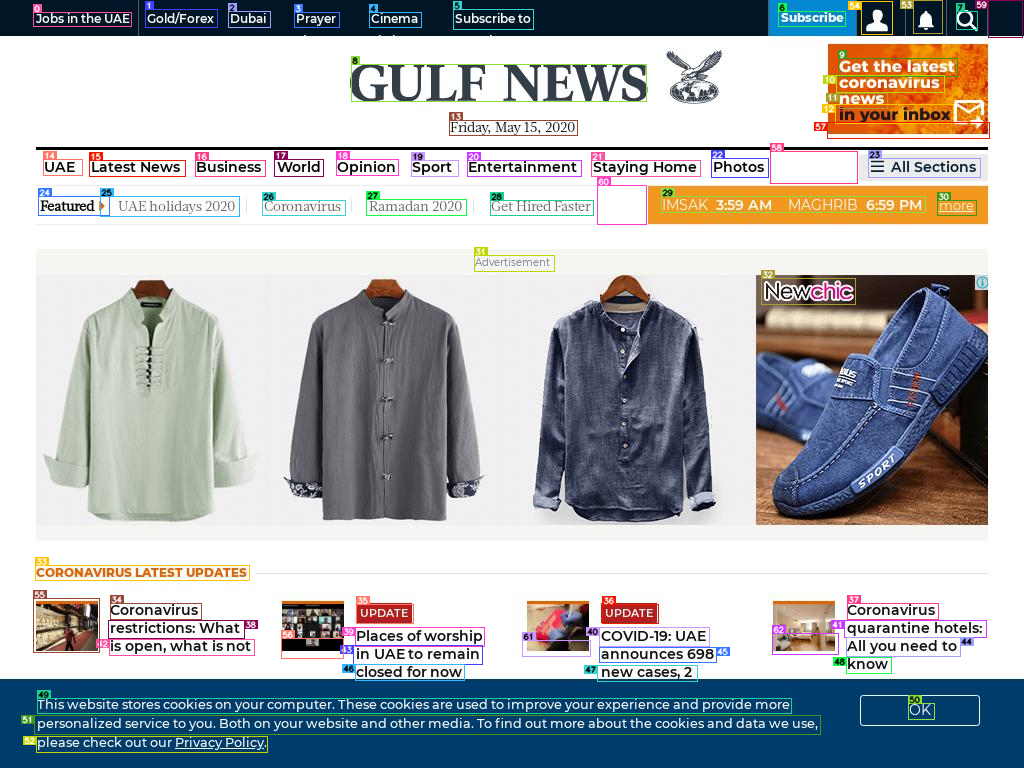 Jobs in the UAE
Gold/Forex
Dubai
Prayer
Cinema
Subscribe to
Subscribe
GULF NEWS
Get the latest
coronavirus
news
in your inbox
Friday, May 15, 2020
UAE
Latest News
Business
World
Opinion
Sport
Entertainment
Staying Home
Photos
All Sections
Featured
UAE holidays 2020
Coronavirus
Ramadan 2020
Get Hired Faster
IMSAK 3:59 AM MAGHRIB 6:59 PM
more
Advertisement
Newchic
SPORT
CORONAVIRUS LATEST UPDATES
Coronavirus
restrictions: What
is open, what is not
UPDATE
Places of worship
in UAE to remain
closed for now
UPDATE
COVID-19: UAE
announces 698
new cases, 2
Coronavirus
quarantine hotels:
All you need to
know
This website stores cookies on your computer. These cookies are used to improve your experience and provide more
personalized service to you. Both on your website and other media. To find out more about the cookies and data we use,
please check out our Privacy Policy.
OK